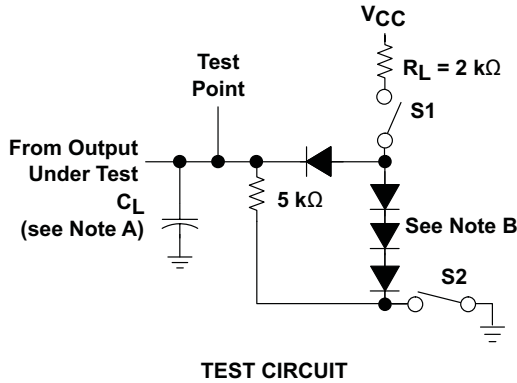 VCC
RL = 2 kΩ
Test
Point
S1
From Output
Under Test
CL
(see Note A)
5 kΩ
See Note B
S2
TEST CIRCUIT